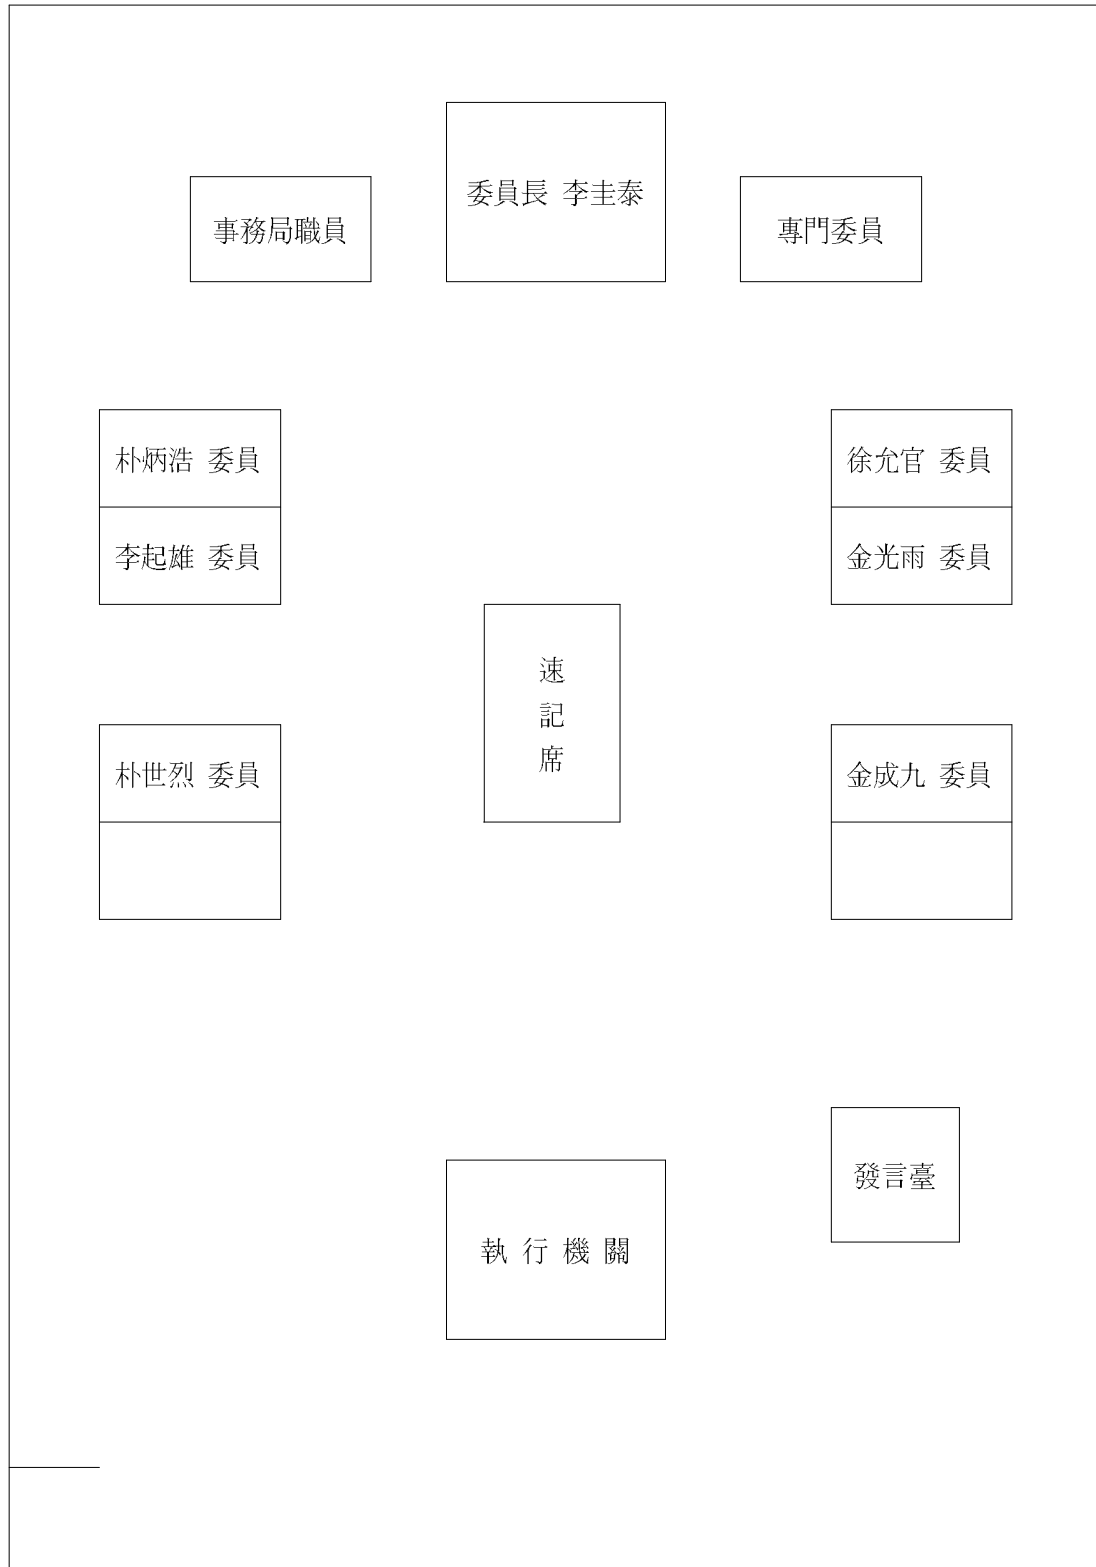 委員長 李圭泰
事務局職員
專門委員
朴炳浩 委員
徐允官 委員
李起雄 委員
金光雨 委員
速
記
席
朴世烈 委員
金成九 委員
發言臺
執 行 機 關